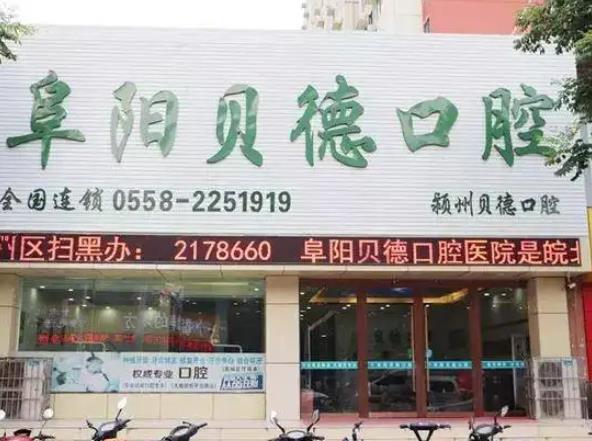 阜阳贝德口腔
全国连锁 0558-2251919
颍州贝德口腔
州区扫黑办： 2178660 阜阳贝德口腔医院是皖北
权威专业 口腔